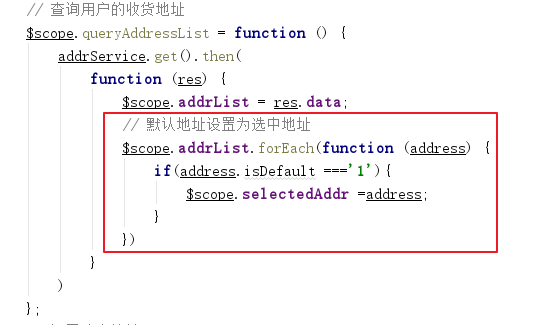 // 查询用户的收货地址
$scope.queryAddressList = function () {
addrService.get().then(
function (res) {
$scope.addrList = res.data;
// 默认地址设置为选中地址
$scope.addrList.forEach(function (address) {
if(address.isDefault ==='1'){
$scope.selectedAddr =address;
}
})
}
)
};